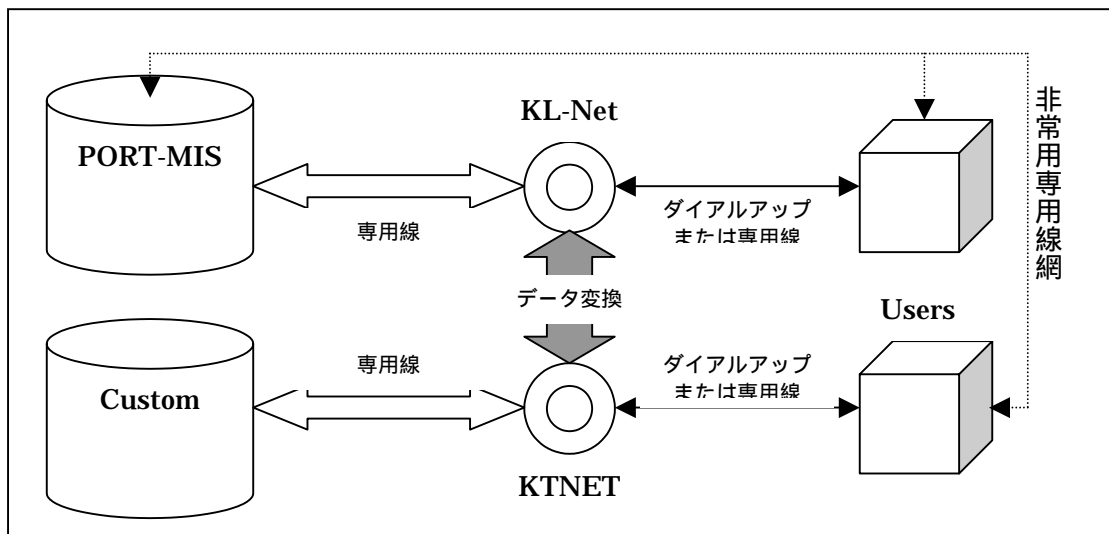 KL-Net
PORT-MIS
専用線
ダイアルアップ
または専用線
非常用専用線網
データ変換
Users
Custom
専用線
ダイアルアップ
または専用線
KTNET